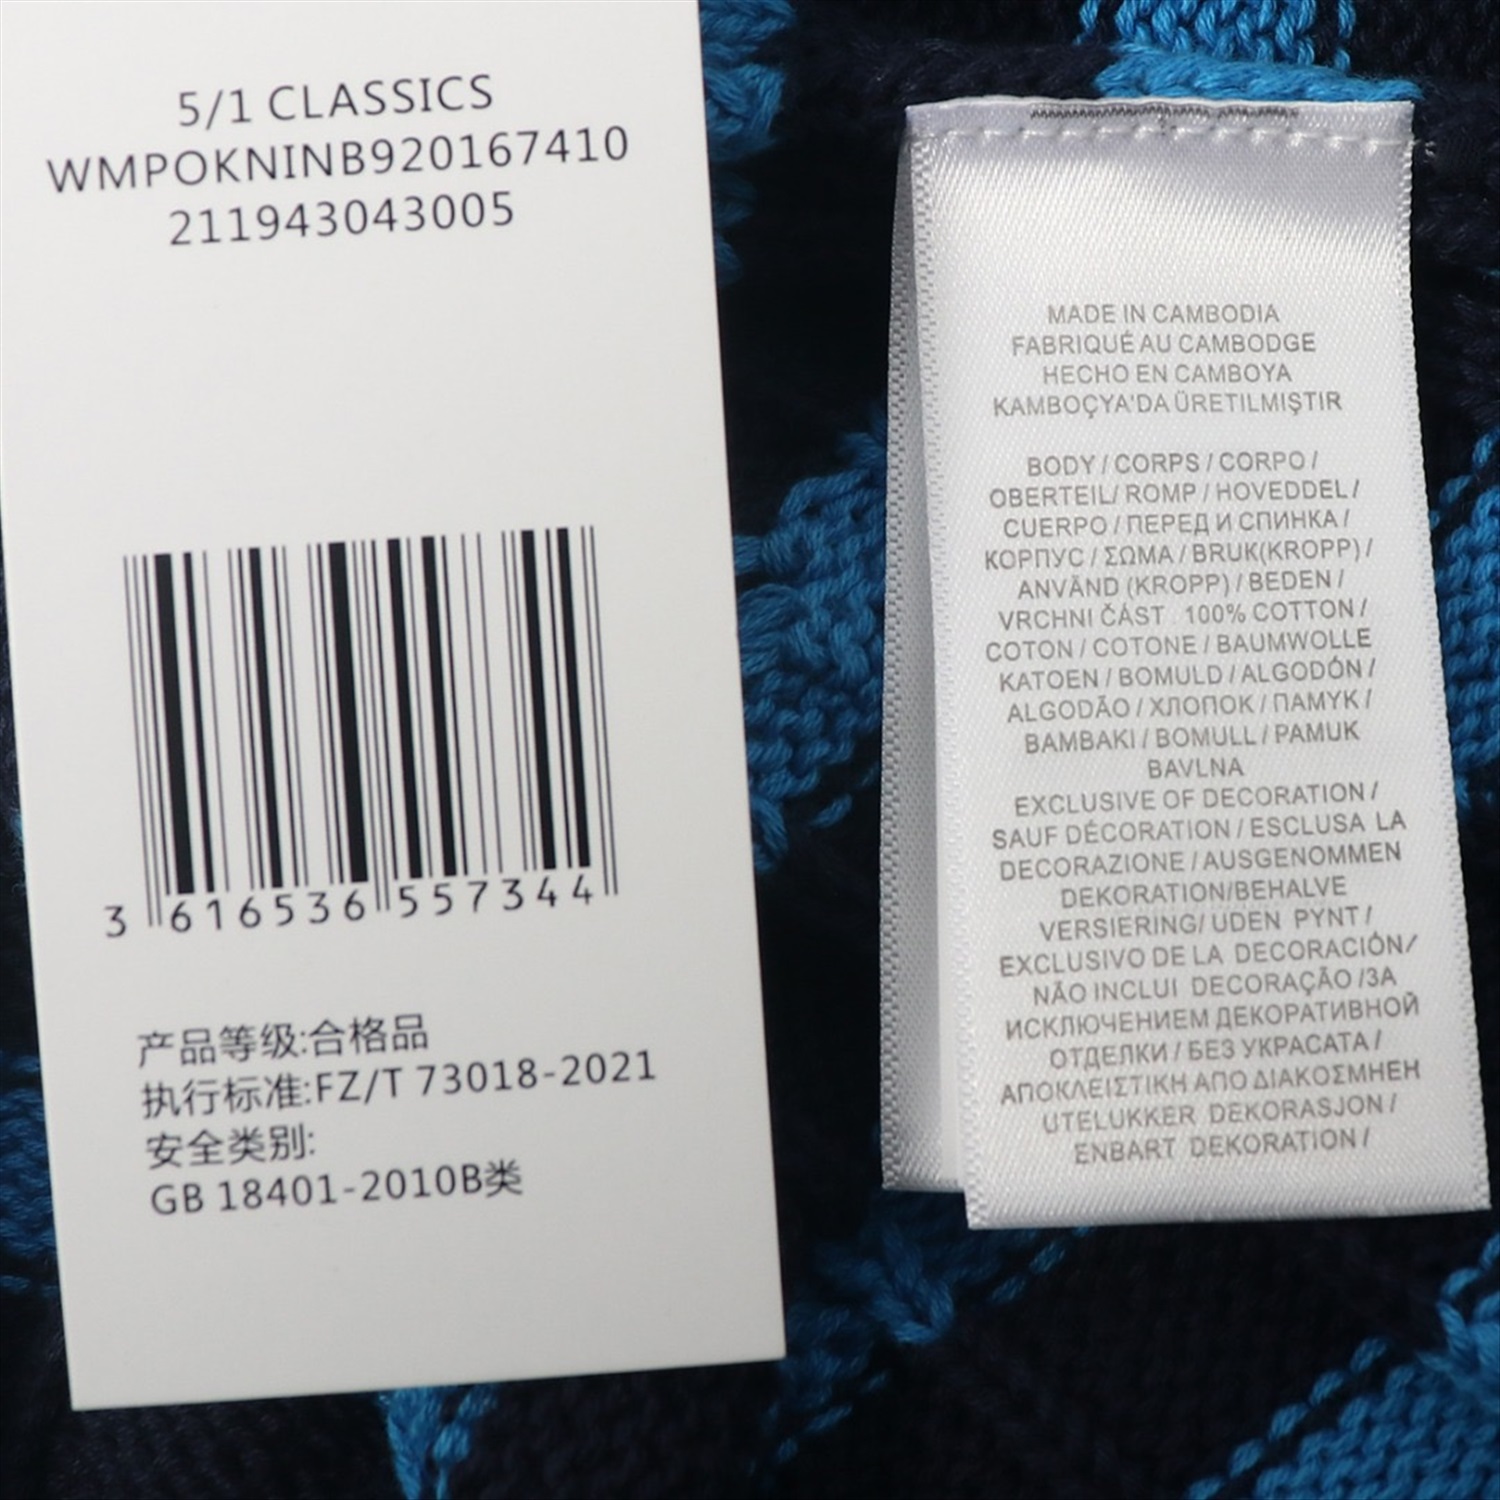 5/1 CLASSICS
WMPOKNINB920167410
211943043005
3 616536 557344
产品等级:合格品
执行标准:FZ/T 73018-2021
安全类别:
GB 18401-2010B类
MADE IN CAMBODIA
FABRIQUÉ AU CAMBODGE
HECHO EN CAMBOYA
KAMBOÇYA'DA ÜRETILMIŞTIR
BODY / CORPS / CORPO /
OBERTEIL/ ROMP / HOVEDDEL /
CUERPO / ПЕРЕД И СПИНКА /
КОРПУС / ΣΩΜΑ / BRUK(KROPP) /
ANVÄND (KROPP) / BEDEN /
VRCHNI ČÁST 100% COTTON /
COTON / COTONE / BAUMWOLLE
KATOEN / BOMULD / ALGODÓN /
ALGODÃO / ХЛОПОК / ПАМУК /
BAMBAKI / BOMULL / PAMUK
BAVLNA
EXCLUSIVE OF DECORATION /
SAUF DÉCORATION / ESCLUSA LA
DECORAZIONE / AUSGENOMMEN
DEKORATION/BEHALVE
VERSIERING/ UDEN PYNT /
EXCLUSIVO DE LA DECORACIÓN/
NÃO INCLUI DECORAÇÃO /ЗА
ИСКЛЮЧЕНИЕМ ДЕКОРАТИВНОЙ
ОТДЕЛКИ / БЕЗ УКРАСАТА /
ΑΠΟΚΛΕΙΣΤΙΚΗ ΑΠΟ ΔΙΑΚΟΣΜΗΕΗ
UTELUKKER DEKORASJON /
ENBART DEKORATION /